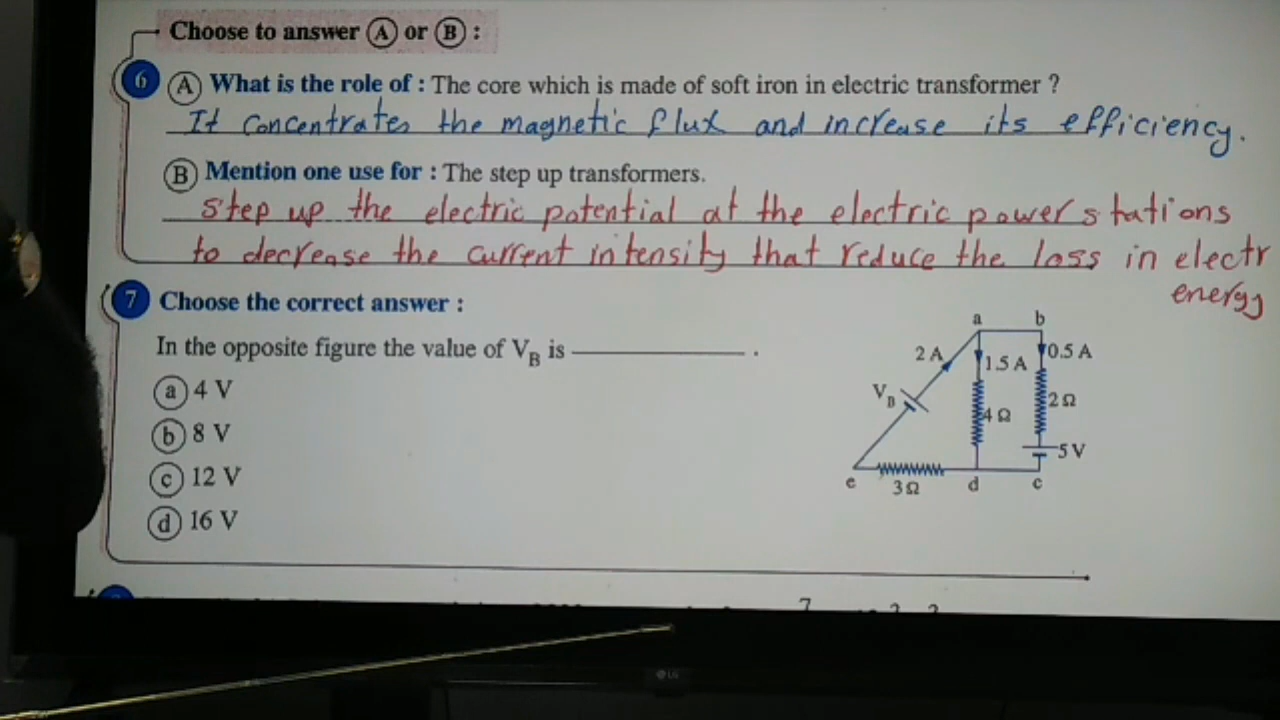 Choose to answer (A) or (B) :
6 (A) What is the role of : The core which is made of soft iron in electric transformer ?
It concentrates the magnetic flux and increase its efficiency.
(B) Mention one use for : The step up transformers.
step up the electric potential at the electric power stations
to decrease the current intensity that reduce the loss in electr
energy
7 Choose the correct answer :
In the opposite figure the value of V_B is ________ .
(a) 4 V
(b) 8 V
(c) 12 V
(d) 16 V
a b
2 A 1.5 A 0.5 A
V_B 4 Ω 2 Ω
5 V
e 3 Ω d c
LG